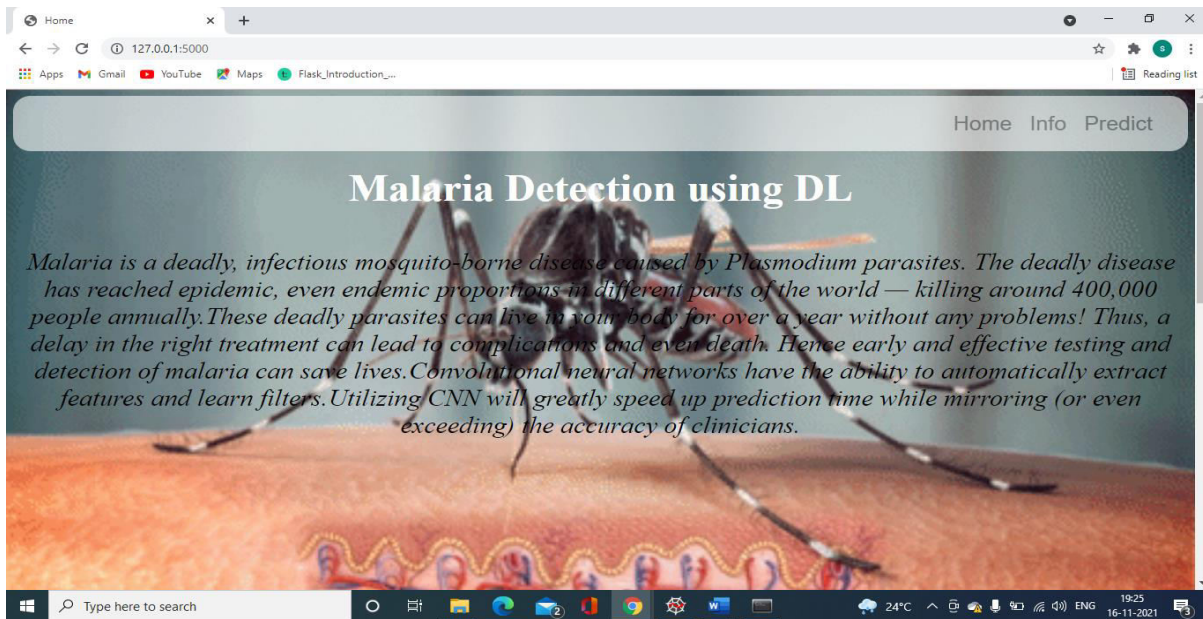 Home
127.0.0.1:5000
Apps Gmail YouTube Maps Flask_Introduction_... Reading list
Home Info Predict
Malaria Detection using DL
Malaria is a deadly, infectious mosquito-borne disease caused by Plasmodium parasites. The deadly disease
has reached epidemic, even endemic proportions in different parts of the world — killing around 400,000
people annually.These deadly parasites can live in your body for over a year without any problems! Thus, a
delay in the right treatment can lead to complications and even death. Hence early and effective testing and
detection of malaria can save lives.Convolutional neural networks have the ability to automatically extract
features and learn filters.Utilizing CNN will greatly speed up prediction time while mirroring (or even
exceeding) the accuracy of clinicians.
Type here to search 24°C ENG 19:25
16-11-2021